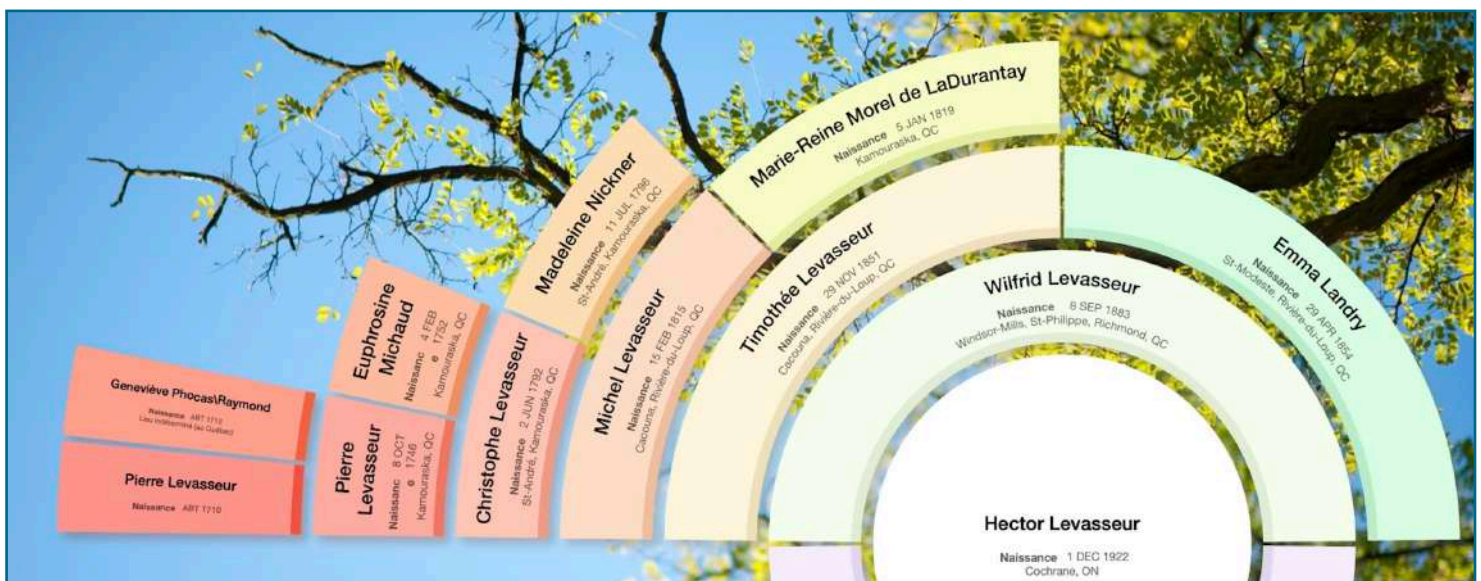 Marie-Reine Morel de LaDurantay
Naissance 5 JAN 1819
Kamouraska, QC
Madeleine Nickner
Naissance 11 JUL 1796
St-André, Kamouraska, QC
Emma Landry
Naissance 29 APR 1854
St-Modeste, Rivière-du-Loup, QC
Timothée Levasseur
Naissance 29 NOV 1851
Cacouna, Rivière-du-Loup, QC
Wilfrid Levasseur
Naissance 8 SEP 1883
Windsor-Mills, St-Philippe, Richmond, QC
Euphrosine
Michaud
Naissanc 4 FEB
e 1752
Kamouraska, QC
Michel Levasseur
Naissance 15 FEB 1815
Cacouna, Rivière-du-Loup, QC
Geneviève Phocas\Raymond
Naissance ABT 1712
Lieu indéterminé (au Québec)
Christophe Levasseur
Naissance 2 JUN 1792
St-André, Kamouraska, QC
Pierre
Levasseur
Naissanc 8 OCT
e 1746
Kamouraska, QC
Pierre Levasseur
Naissance ABT 1710
Hector Levasseur
Naissance 1 DEC 1922
Cochrane, ON